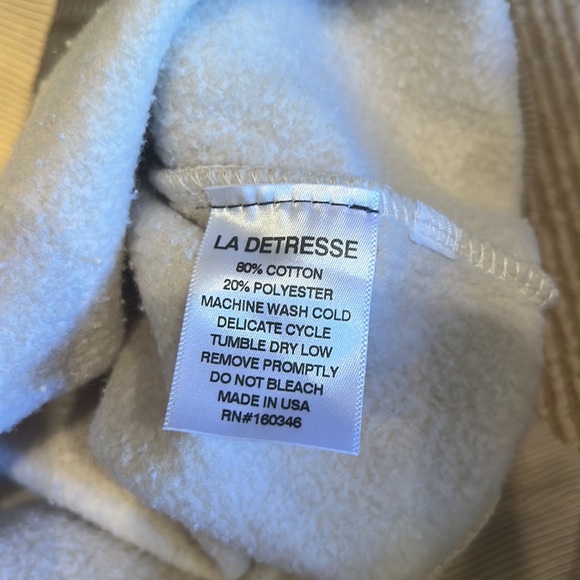 LA DETRESSE
80% COTTON
20% POLYESTER
MACHINE WASH COLD
DELICATE CYCLE
TUMBLE DRY LOW
REMOVE PROMPTLY
DO NOT BLEACH
MADE IN USA
RN#160346